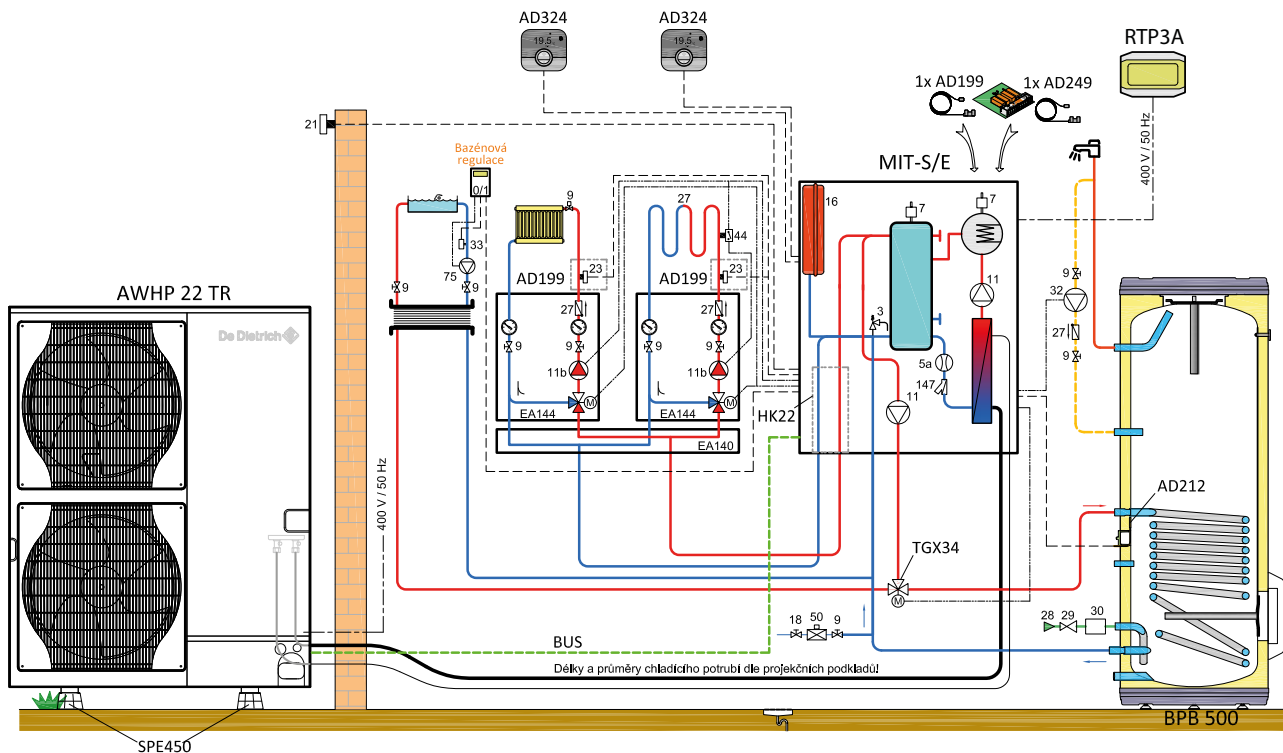 AD324
AD324
19.5
19.5
RTP3A
1x AD199
1x AD249
400 V / 50 Hz
21
Bazénová
regulace
0/1
MIT-S/E
9
27
16
7
7
44
33
75
9
9
AD199
23
AD199
23
11
9
32
AWHP 22 TR
De Dietrich
27
27
3
5a
27
9
9
9
9
9
147
11b
11b
M
M
EA144
EA144
HK22
11
EA140
AD212
400 V / 50 Hz
TGX34
M
18
50
9
28
29
30
BUS
Délky a průměry chladícího potrubí dle projekčních podkladů!
BPB 500
SPE450